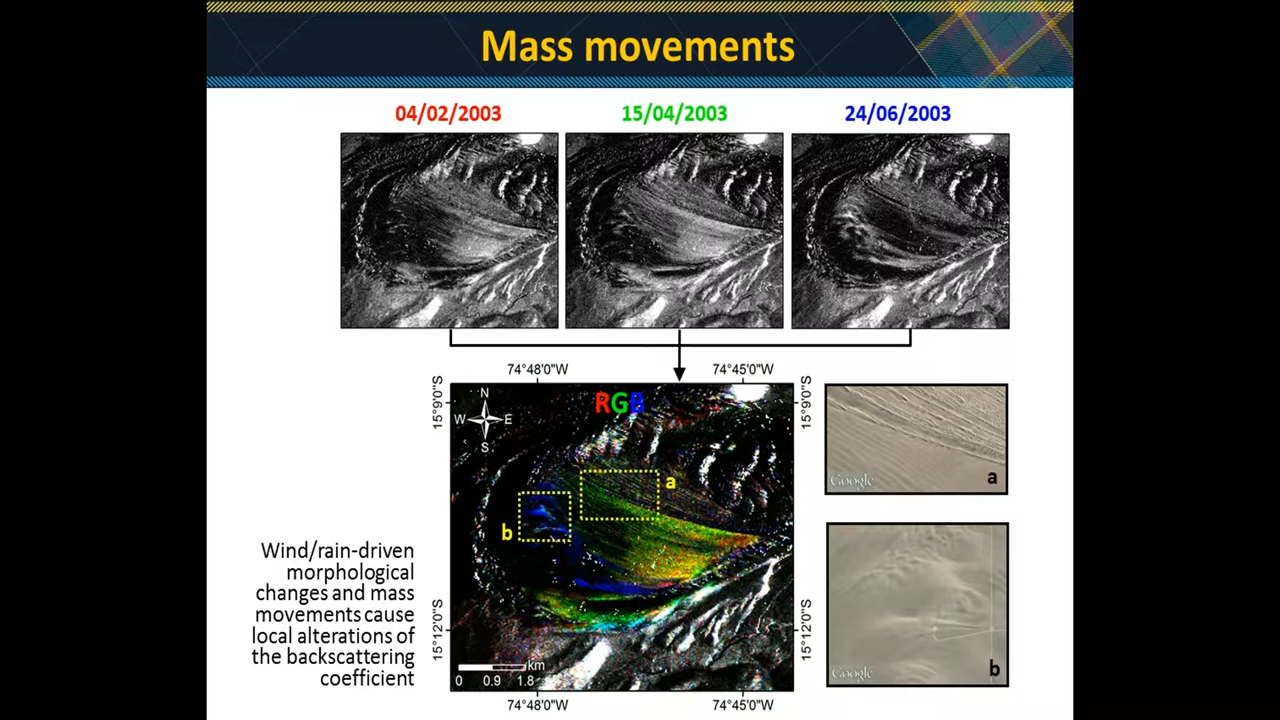 Mass movements
04/02/2003
15/04/2003
24/06/2003
74°48'0"W
74°45'0"W
15°9'0"S
15°9'0"S
N
W
E
S
RGB
a
b
Google
a
Wind/rain-driven
morphological
changes and mass
movements cause
local alterations of
the backscattering
coefficient
15°12'0"S
15°12'0"S
km
0 0.9 1.8
Google
b
74°48'0"W
74°45'0"W